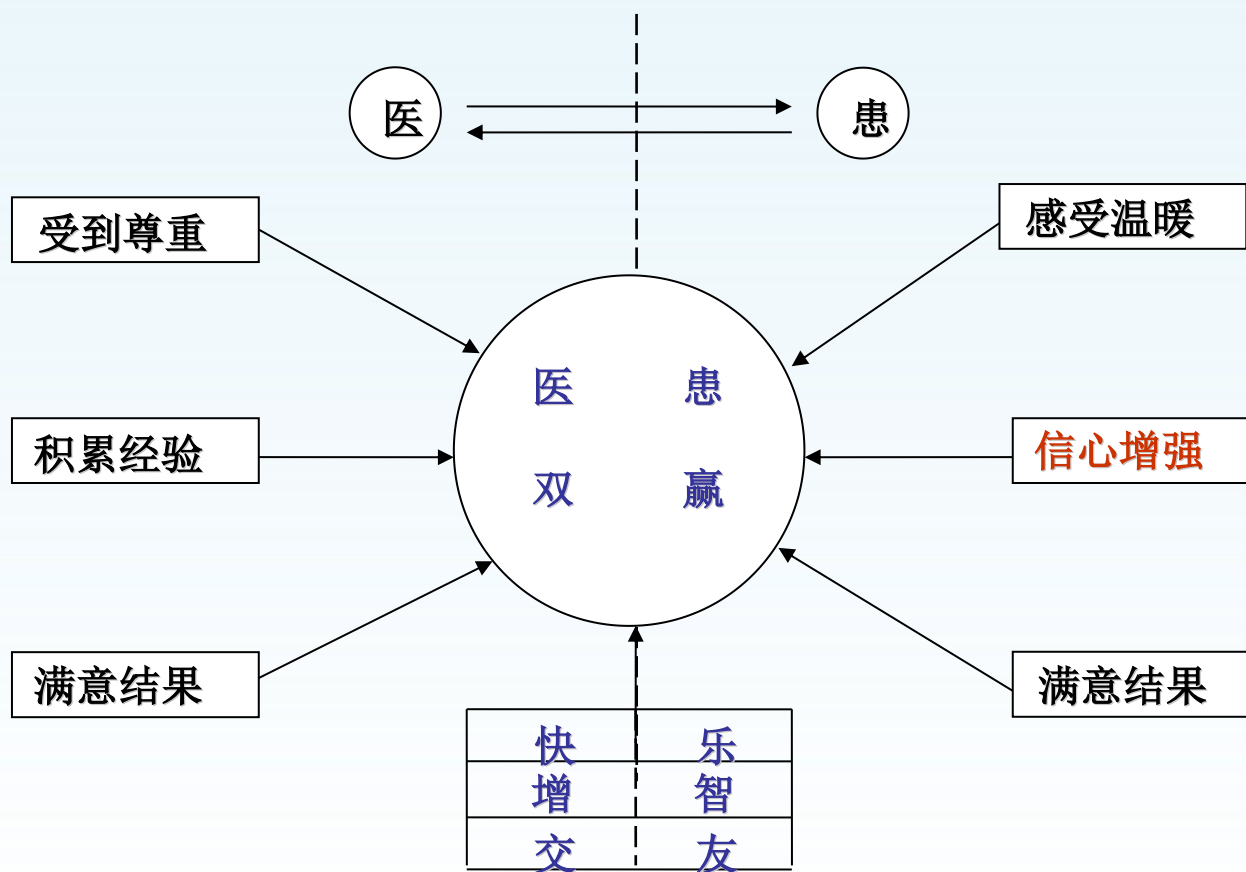 医 患
受到尊重 感受温暖
医 患
积累经验 信心增强
双 赢
满意结果 满意结果
快 乐
增 智
交 友